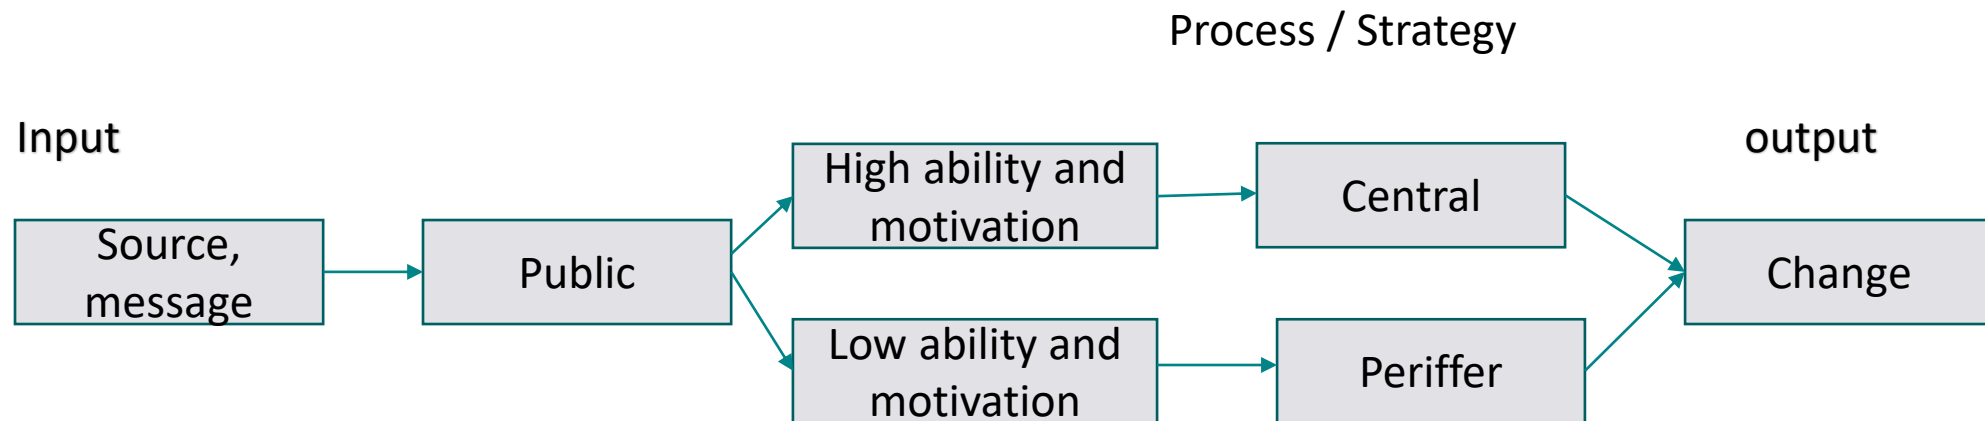 Process / Strategy
Input
output
High ability and
motivation
Central
Source,
message
Public
Change
Low ability and
motivation
Periffer